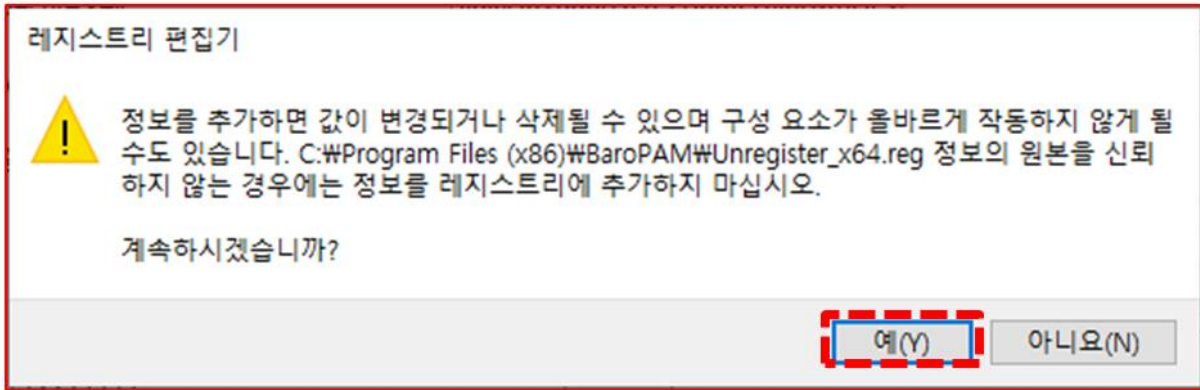 레지스트리 편집기
정보를 추가하면 값이 변경되거나 삭제될 수 있으며 구성 요소가 올바르게 작동하지 않게 될
수도 있습니다. C:₩Program Files (x86)₩BaroPAM₩Unregister_x64.reg 정보의 원본을 신뢰
하지 않는 경우에는 정보를 레지스트리에 추가하지 마십시오.
계속하시겠습니까?
예(Y) 아니요(N)